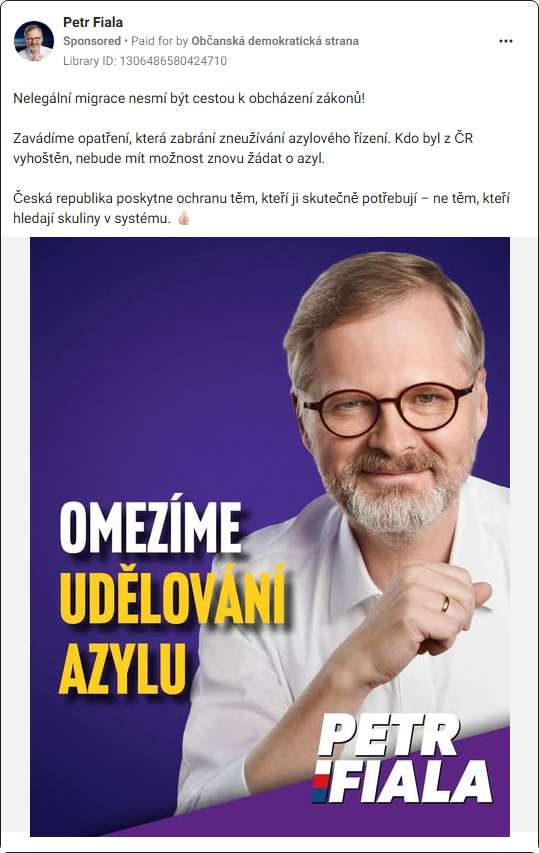 Petr Fiala
Sponsored • Paid for by Občanská demokratická strana
Library ID: 1306486580424710
Nelegální migrace nesmí být cestou k obcházení zákonů!
Zavádíme opatření, která zabrání zneužívání azylového řízení. Kdo byl z ČR
vyhoštěn, nebude mít možnost znovu žádat o azyl.
Česká republika poskytne ochranu těm, kteří ji skutečně potřebují – ne těm, kteří
hledají skuliny v systému. 👍🏻
OMEZÍME
UDĚLOVÁNÍ
AZYLU
PETR
FIALA